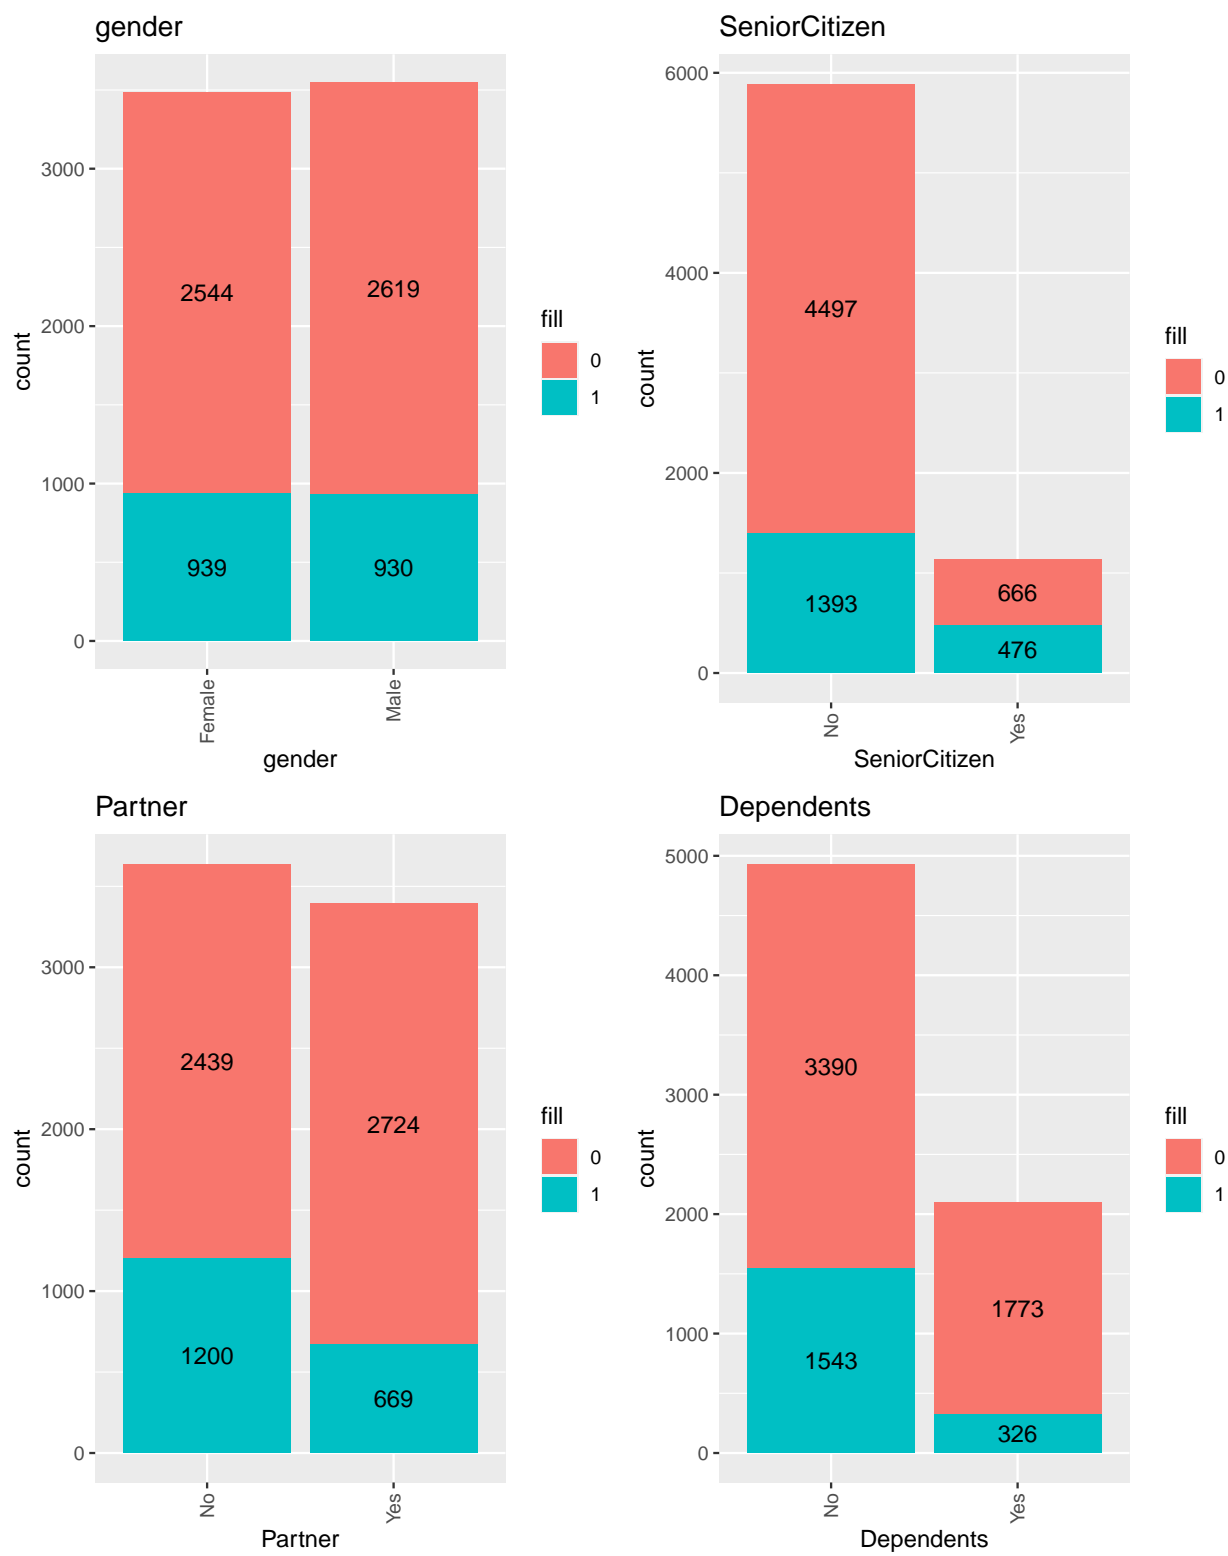 gender
3000
2000
1000
0
count
2544
2619
939
930
Female
Male
gender
fill
0
1
SeniorCitizen
6000
4000
2000
0
count
4497
1393
666
476
No
Yes
SeniorCitizen
fill
0
1
Partner
3000
2000
1000
0
count
2439
2724
1200
669
No
Yes
Partner
fill
0
1
Dependents
5000
4000
3000
2000
1000
0
count
3390
1773
1543
326
No
Yes
Dependents
fill
0
1